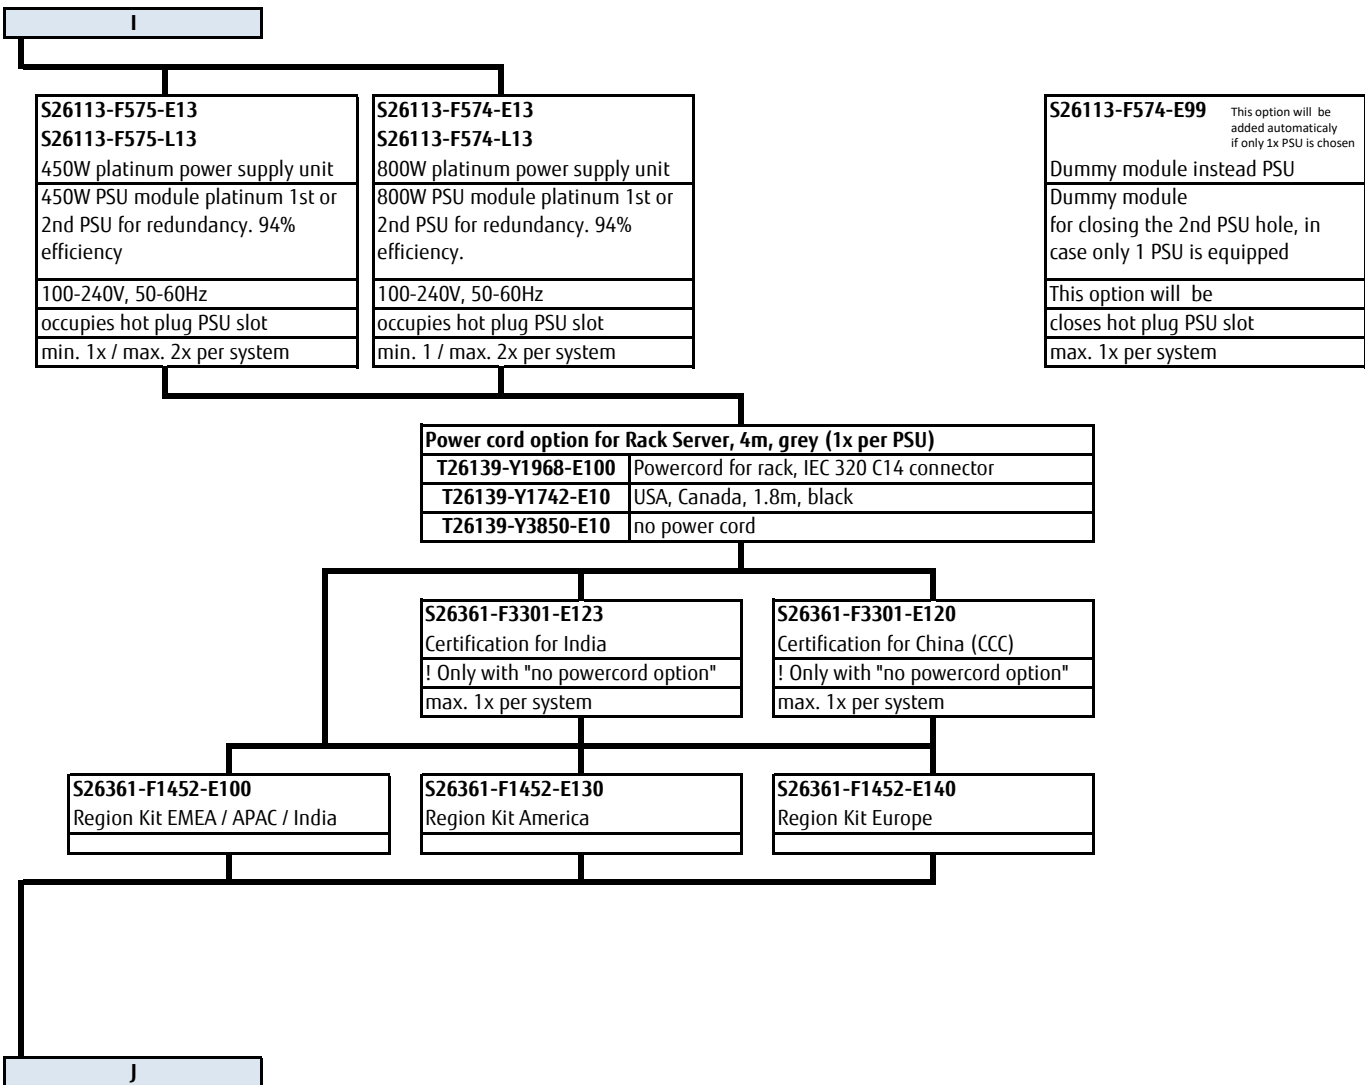 I
S26113-F575-E13
S26113-F575-L13
450W platinum power supply unit
450W PSU module platinum 1st or
2nd PSU for redundancy. 94%
efficiency
100-240V, 50-60Hz
occupies hot plug PSU slot
min. 1x / max. 2x per system
S26113-F574-E13
S26113-F574-L13
800W platinum power supply unit
800W PSU module platinum 1st or
2nd PSU for redundancy. 94%
efficiency.
100-240V, 50-60Hz
occupies hot plug PSU slot
min. 1 / max. 2x per system
S26113-F574-E99
This option will be
added automaticaly
if only 1x PSU is chosen
Dummy module instead PSU
Dummy module
for closing the 2nd PSU hole, in
case only 1 PSU is equipped
This option will be
closes hot plug PSU slot
max. 1x per system
Power cord option for Rack Server, 4m, grey (1x per PSU)
T26139-Y1968-E100 Powercord for rack, IEC 320 C14 connector
T26139-Y1742-E10 USA, Canada, 1.8m, black
T26139-Y3850-E10 no power cord
S26361-F3301-E123
Certification for India
! Only with "no powercord option"
max. 1x per system
S26361-F3301-E120
Certification for China (CCC)
! Only with "no powercord option"
max. 1x per system
S26361-F1452-E100
Region Kit EMEA / APAC / India
S26361-F1452-E130
Region Kit America
S26361-F1452-E140
Region Kit Europe
J